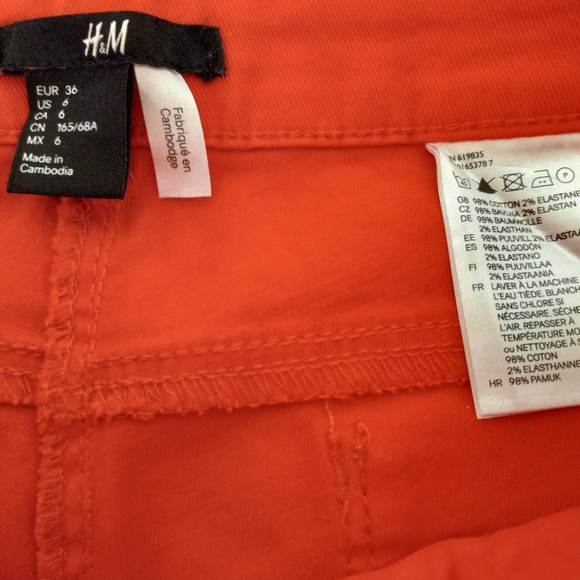 H&M
EUR 36
US 6
CA 6
CN 165/68A
MX 6
Made in
Cambodia
Fabriqué en
Cambodge
N 619835
P
GB 98% COTTON 2% ELASTANE
CZ 98% BAVLNA 2% ELASTAN
DE 98% BAUMWOLLE
2% ELASTHAN
EE 98% PUUVILL 2% ELASTAA
ES 98% ALGODÓN
2% ELASTANO
FI 98% PUUVILLAA
2% ELASTAANIA
FR LAVER À LA MACHINE
L'EAU TIÈDE. BLANCH
SANS CHLORE SI
NÉCESSAIRE. SÉCHE
L'AIR. REPASSER À
TEMPÉRATURE MO
ou NETTOYAGE À S
98% COTON
2% ELASTHANNE
HR 98% PAMUK